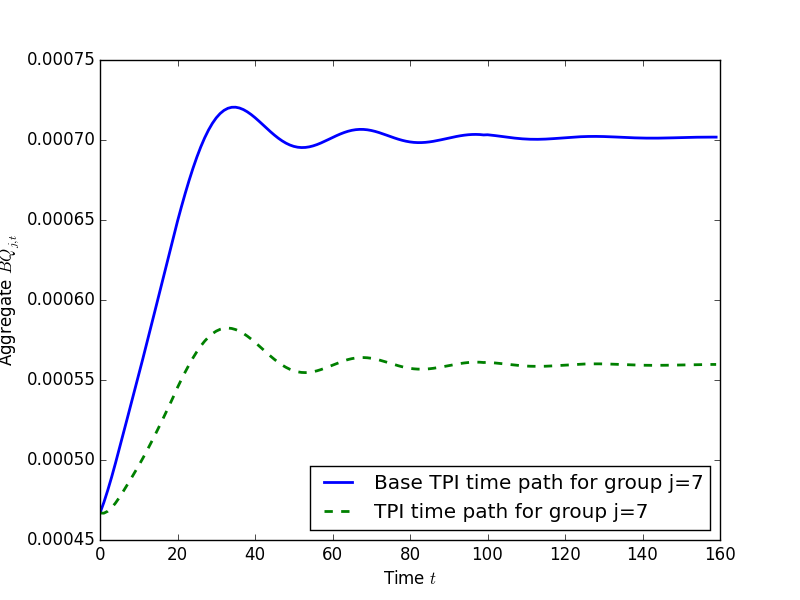 0.00075
0.00070
0.00065
0.00060
0.00055
0.00050
0.00045
Aggregate BQ_{j,t}
0 20 40 60 80 100 120 140 160
Time t
Base TPI time path for group j=7
TPI time path for group j=7